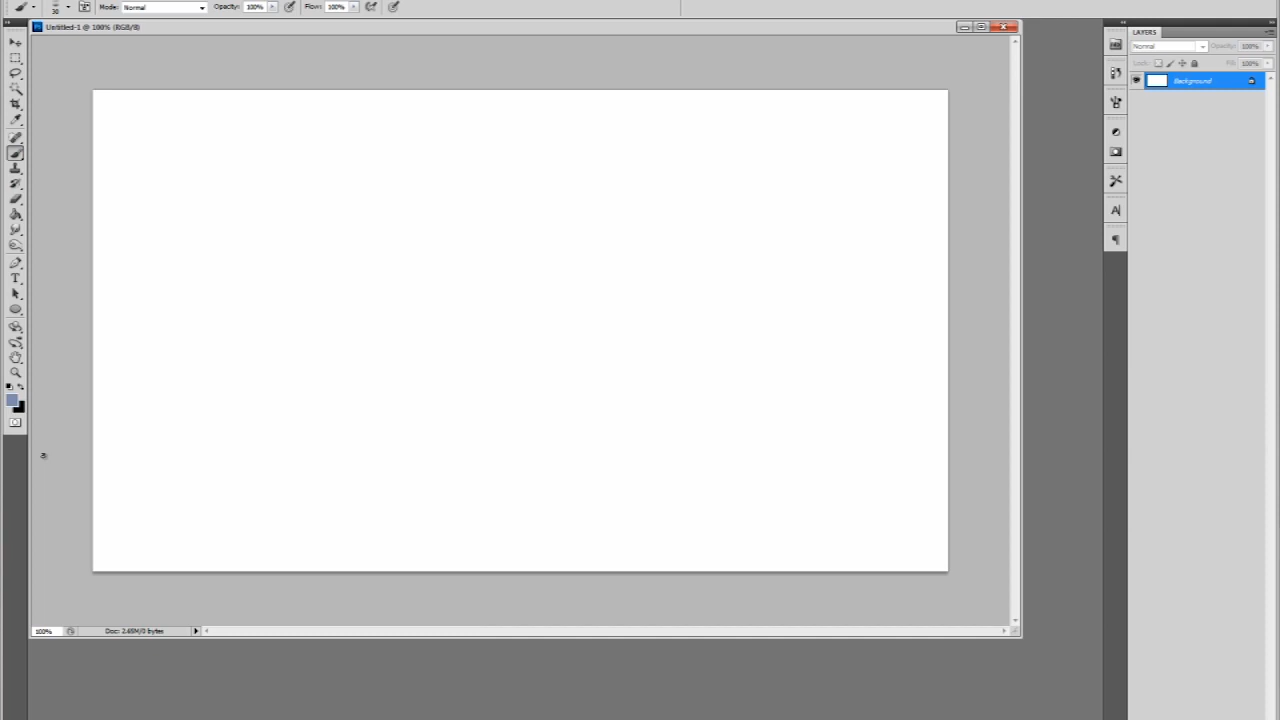 30 Mode: Normal Opacity: 100% Flow: 100%
Untitled-1 @ 100% (RGB/8)
LAYERS
Normal Opacity: 100%
Lock: Fill: 100%
Background
100% Doc: 2.65M/0 bytes